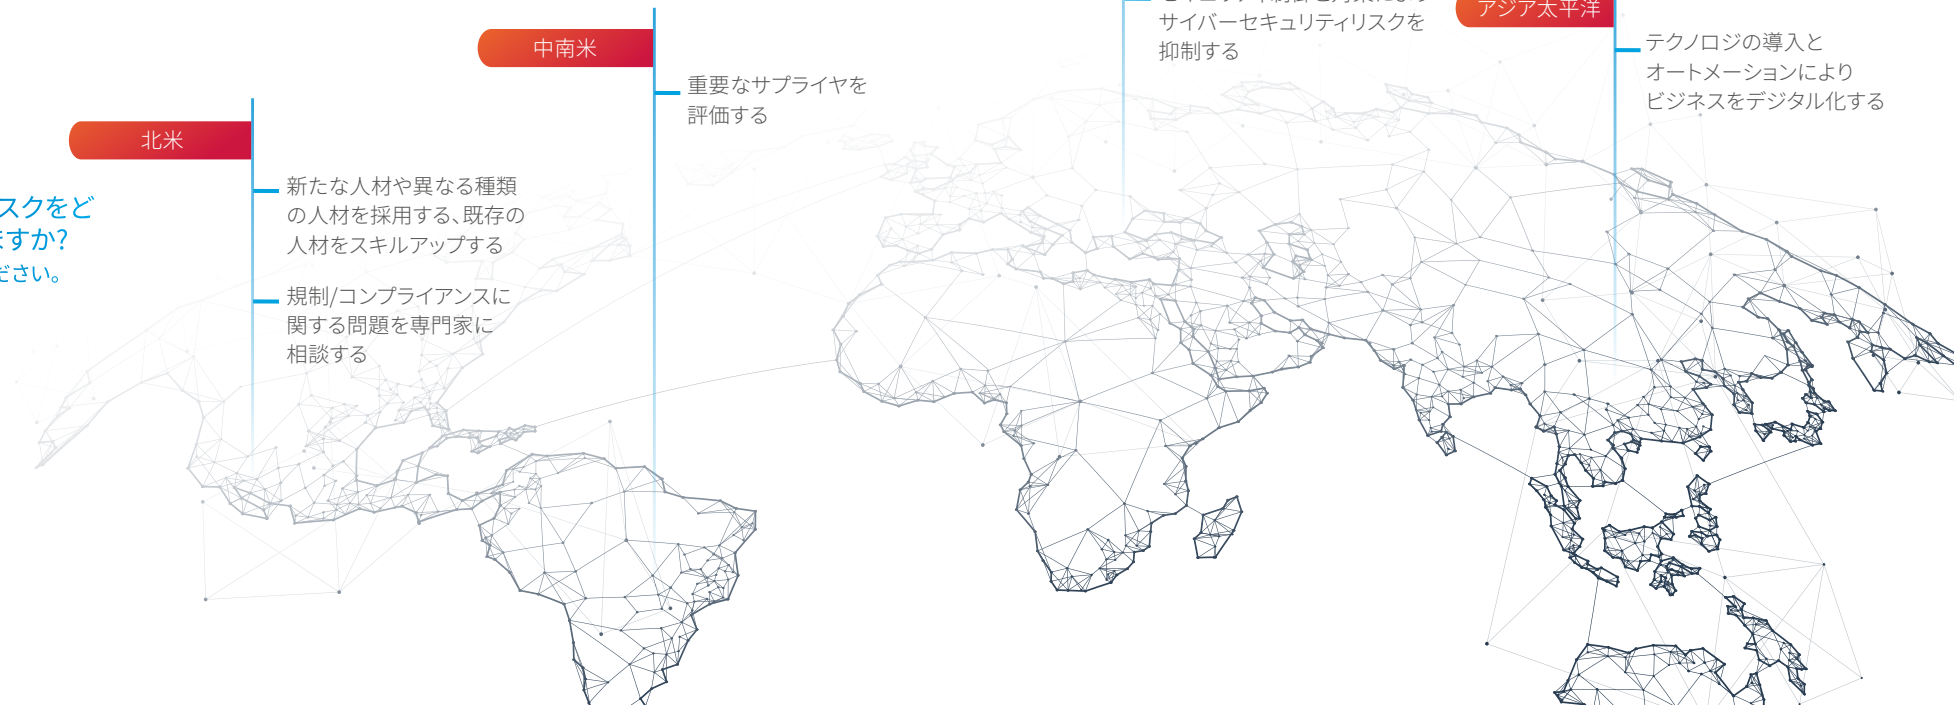 スクをど
ますか?
ださい。
北米
新たな人材や異なる種類
の人材を採用する、既存の
人材をスキルアップする
規制/コンプライアンスに
関する問題を専門家に
相談する
中南米
重要なサプライヤを
評価する
サイバーセキュリティリスクを
抑制する
アジア太平洋
テクノロジの導入と
オートメーションにより
ビジネスをデジタル化する